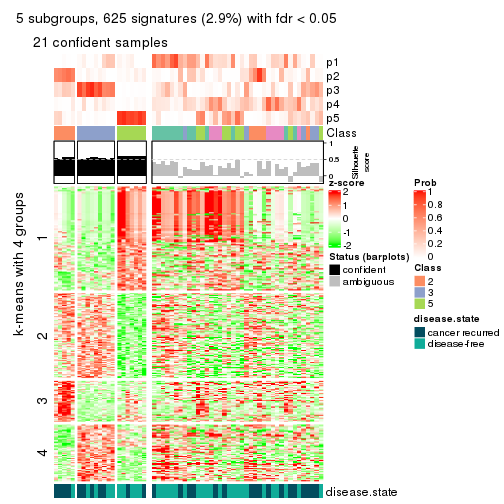 5 subgroups, 625 signatures (2.9%) with fdr < 0.05
21 confident samples
p1
p2
p3
p4
p5
Class
1
0.5
0
Silhouette
score
k-means with 4 groups
1
2
3
4
z-score
2
1
0
-1
-2
Status (barplots)
confident
ambiguous
Prob
1
0.8
0.6
0.4
0.2
0
Class
2
3
5
disease.state
cancer recurred
disease-free
disease.state